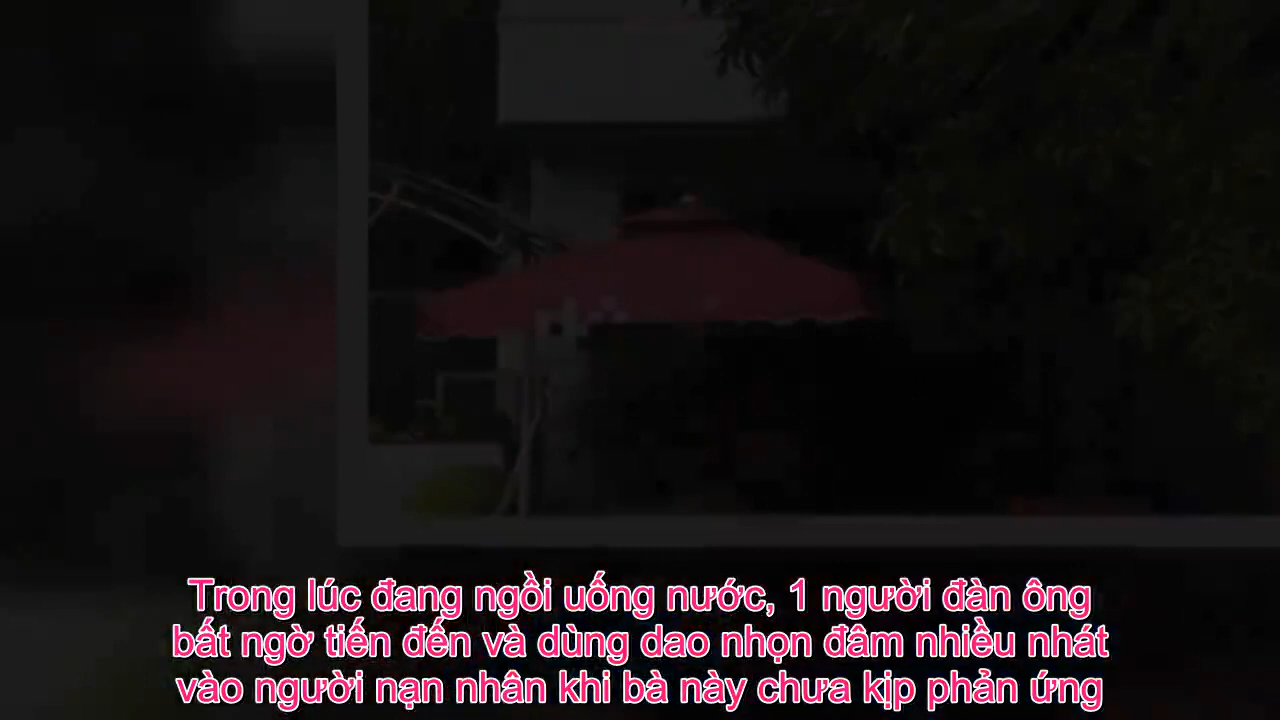 Trong lúc đang ngồi uống nước, 1 người đàn ông
bất ngờ tiến đến và dùng dao nhọn đâm nhiều nhát
vào người nạn nhân khi bà này chưa kịp phản ứng